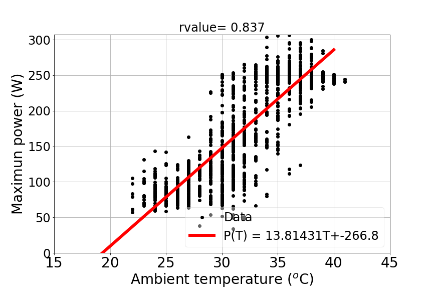 rvalue= 0.837
Maximun power (W)
300
250
200
150
100
50
0
15 20 25 30 35 40 45
Ambient temperature (°C)
Data
P(T) = 13.81431T+-266.8